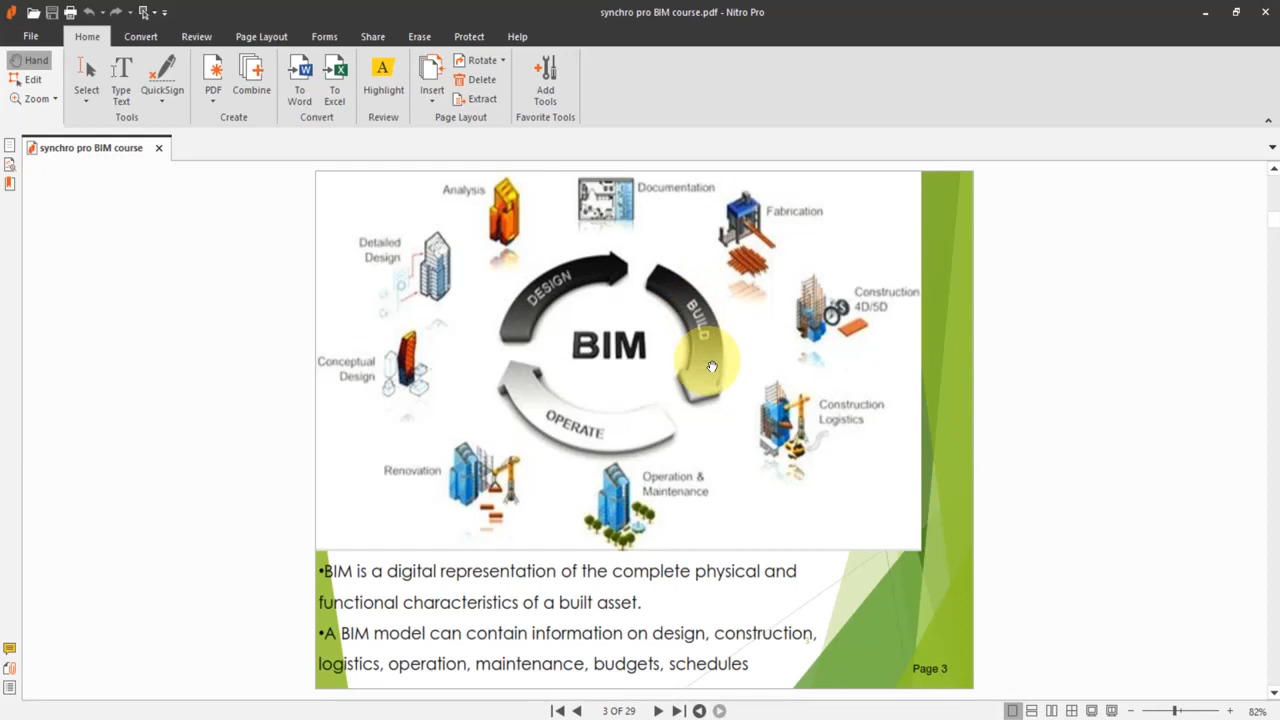 synchro pro BIM course.pdf - Nitro Pro
File Home Convert Review Page Layout Forms Share Erase Protect Help
Hand
Edit
Zoom
Select
Type Text
QuickSign
Tools
PDF
Combine
Create
To Word
To Excel
Convert
Highlight
Review
Insert
Rotate
Delete
Extract
Page Layout
Add Tools
Favorite Tools
synchro pro BIM course
Analysis
Documentation
Fabrication
Detailed
Design
Construction
4D/5D
DESIGN
BUILD
BIM
Conceptual
Design
Construction
Logistics
OPERATE
Renovation
Operation &
Maintenance
•BIM is a digital representation of the complete physical and
functional characteristics of a built asset.
•A BIM model can contain information on design, construction,
logistics, operation, maintenance, budgets, schedules
Page 3
3 OF 29
82%